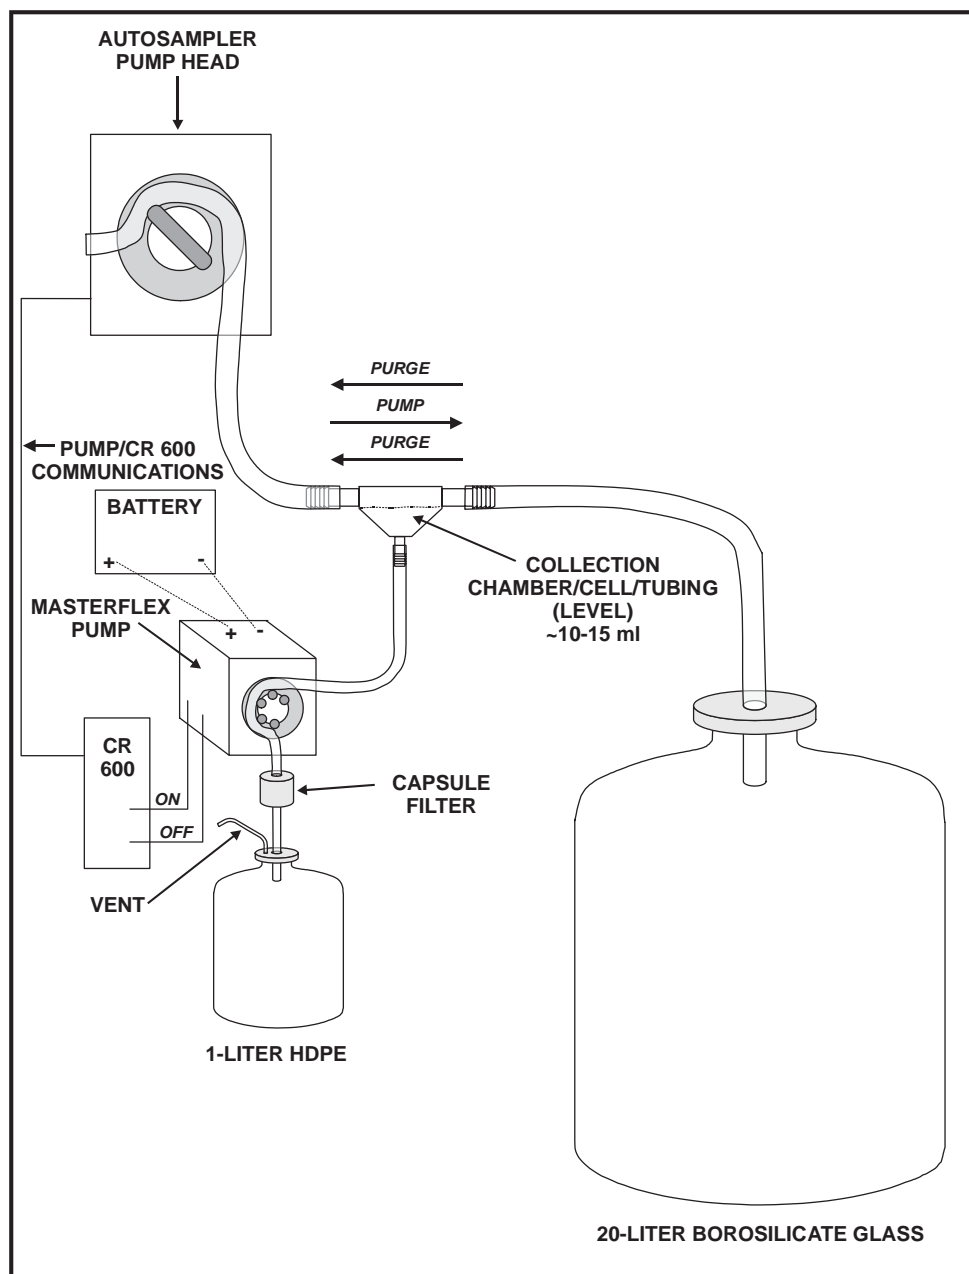 AUTOSAMPLER
PUMP HEAD
PURGE
PUMP
PURGE
PUMP/CR 600
COMMUNICATIONS
BATTERY
+ -
COLLECTION
CHAMBER/CELL/TUBING
(LEVEL)
~10-15 ml
MASTERFLEX
PUMP
+ -
CR
600
ON
OFF
CAPSULE
FILTER
VENT
1-LITER HDPE
20-LITER BOROSILICATE GLASS